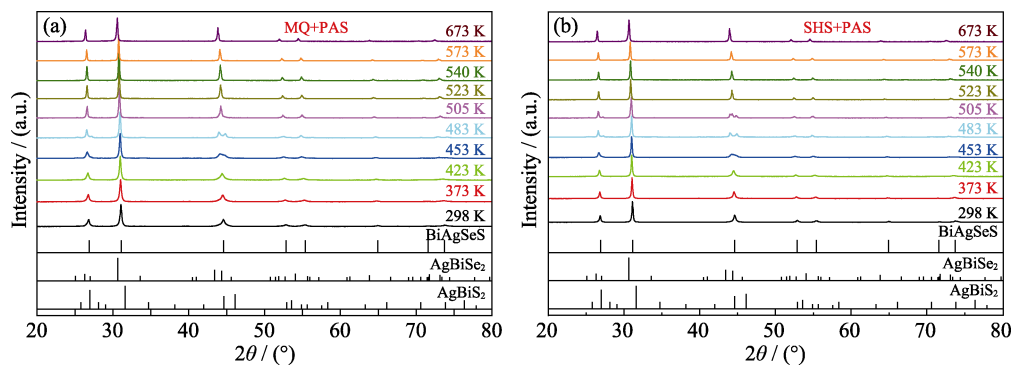 (a)
MQ+PAS
673 K
573 K
540 K
523 K
505 K
483 K
453 K
423 K
373 K
298 K
BiAgSeS
AgBiSe₂
AgBiS₂
Intensity / (a.u.)
20 30 40 50 60 70 80
2θ / (°)
(b)
SHS+PAS
673 K
573 K
540 K
523 K
505 K
483 K
453 K
423 K
373 K
298 K
BiAgSeS
AgBiSe₂
AgBiS₂
Intensity / (a.u.)
20 30 40 50 60 70 80
2θ / (°)